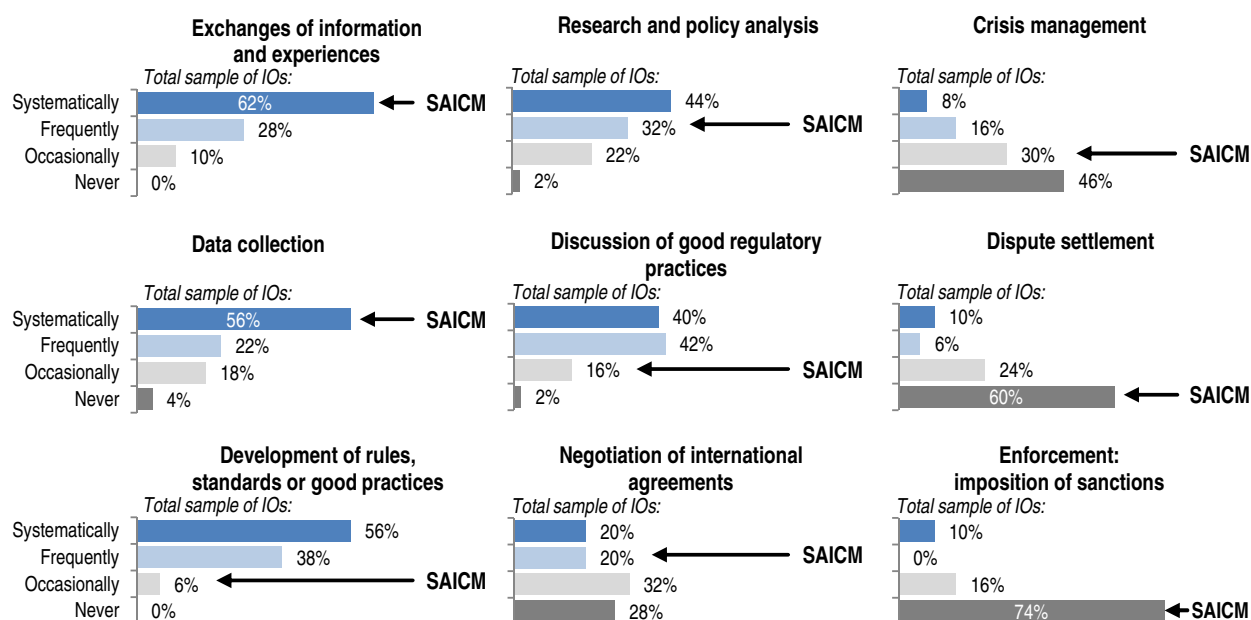 Exchanges of information
and experiences
Total sample of IOs:
Systematically 62% SAICM
Frequently 28%
Occasionally 10%
Never 0%
Research and policy analysis
Total sample of IOs:
44%
32% SAICM
22%
2%
Crisis management
Total sample of IOs:
8%
16%
30% SAICM
46%
Data collection
Total sample of IOs:
Systematically 56% SAICM
Frequently 22%
Occasionally 18%
Never 4%
Discussion of good regulatory
practices
Total sample of IOs:
40%
42%
16% SAICM
2%
Dispute settlement
Total sample of IOs:
10%
6%
24%
60% SAICM
Development of rules,
standards or good practices
Total sample of IOs:
Systematically 56%
Frequently 38%
Occasionally 6% SAICM
Never 0%
Negotiation of international
agreements
Total sample of IOs:
20%
20% SAICM
32%
28%
Enforcement:
imposition of sanctions
Total sample of IOs:
10%
0%
16%
74% SAICM